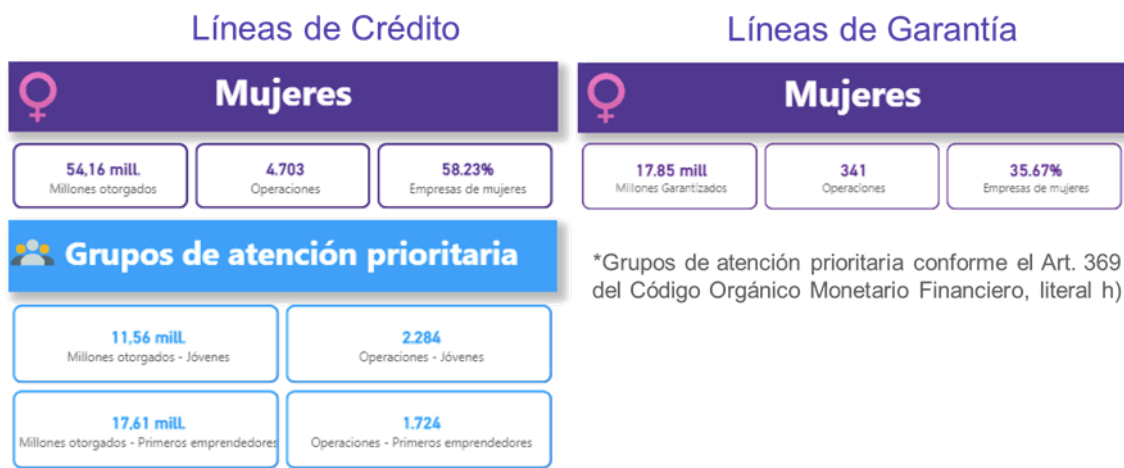 Líneas de Crédito
Mujeres
54,16 mill.
Millones otorgados
4.703
Operaciones
58.23%
Empresas de mujeres
Grupos de atención prioritaria
11,56 mill.
Millones otorgados - Jóvenes
2.284
Operaciones - Jóvenes
17,61 mill.
Millones otorgados - Primeros emprendedores
1.724
Operaciones - Primeros emprendedores
Líneas de Garantía
Mujeres
17.85 mill
Millones Garantizados
341
Operaciones
35.67%
Empresas de mujeres
*Grupos de atención prioritaria conforme el Art. 369
del Código Orgánico Monetario Financiero, literal h)